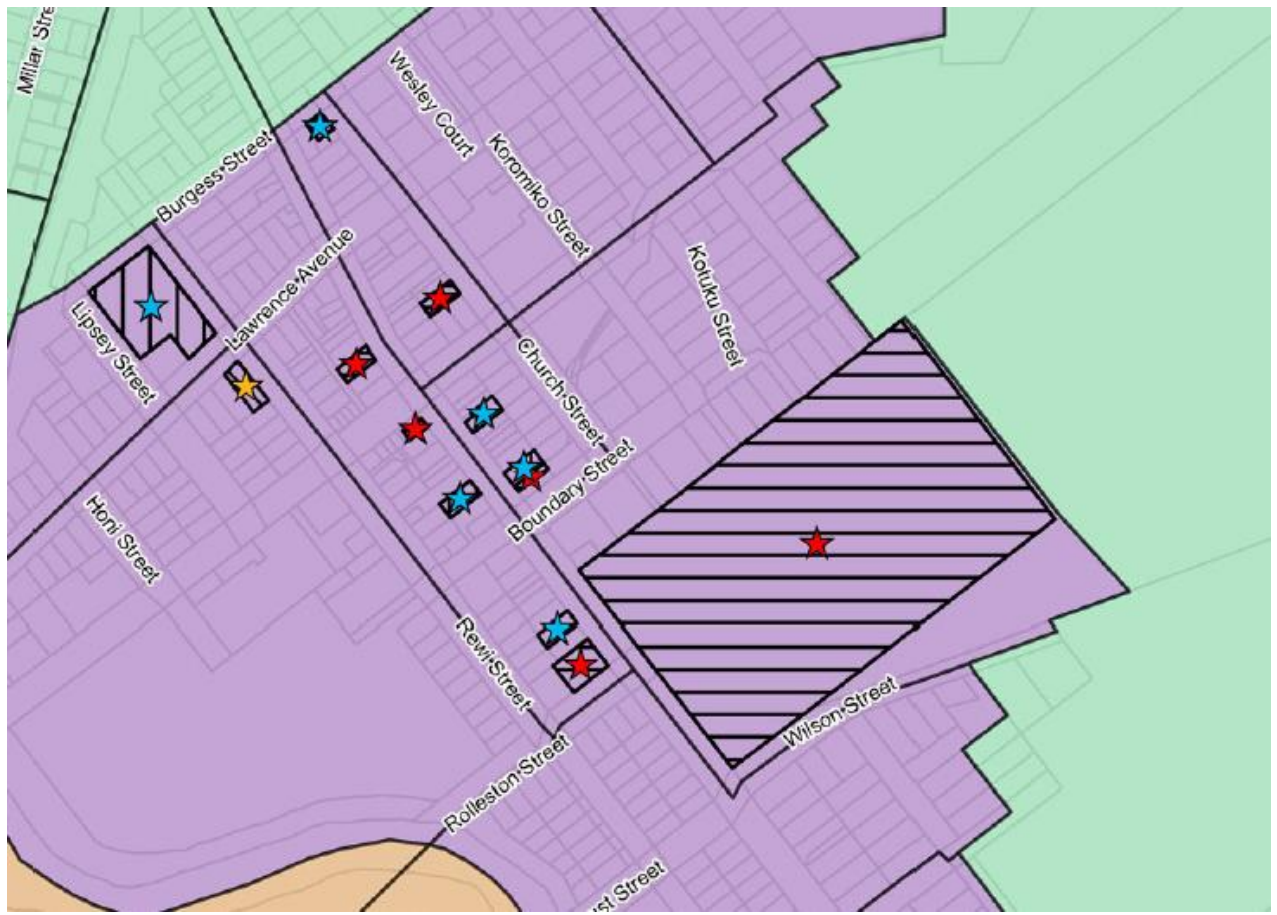 Millar Stre
Wesley Court
Koromiko Street
Burgess Street
Lawrence Avenue
Lipsey Street
Kotuku Street
Church Street
Boundary Street
Honi Street
Rewi Street
Wilson Street
Rolleston Street
st Street